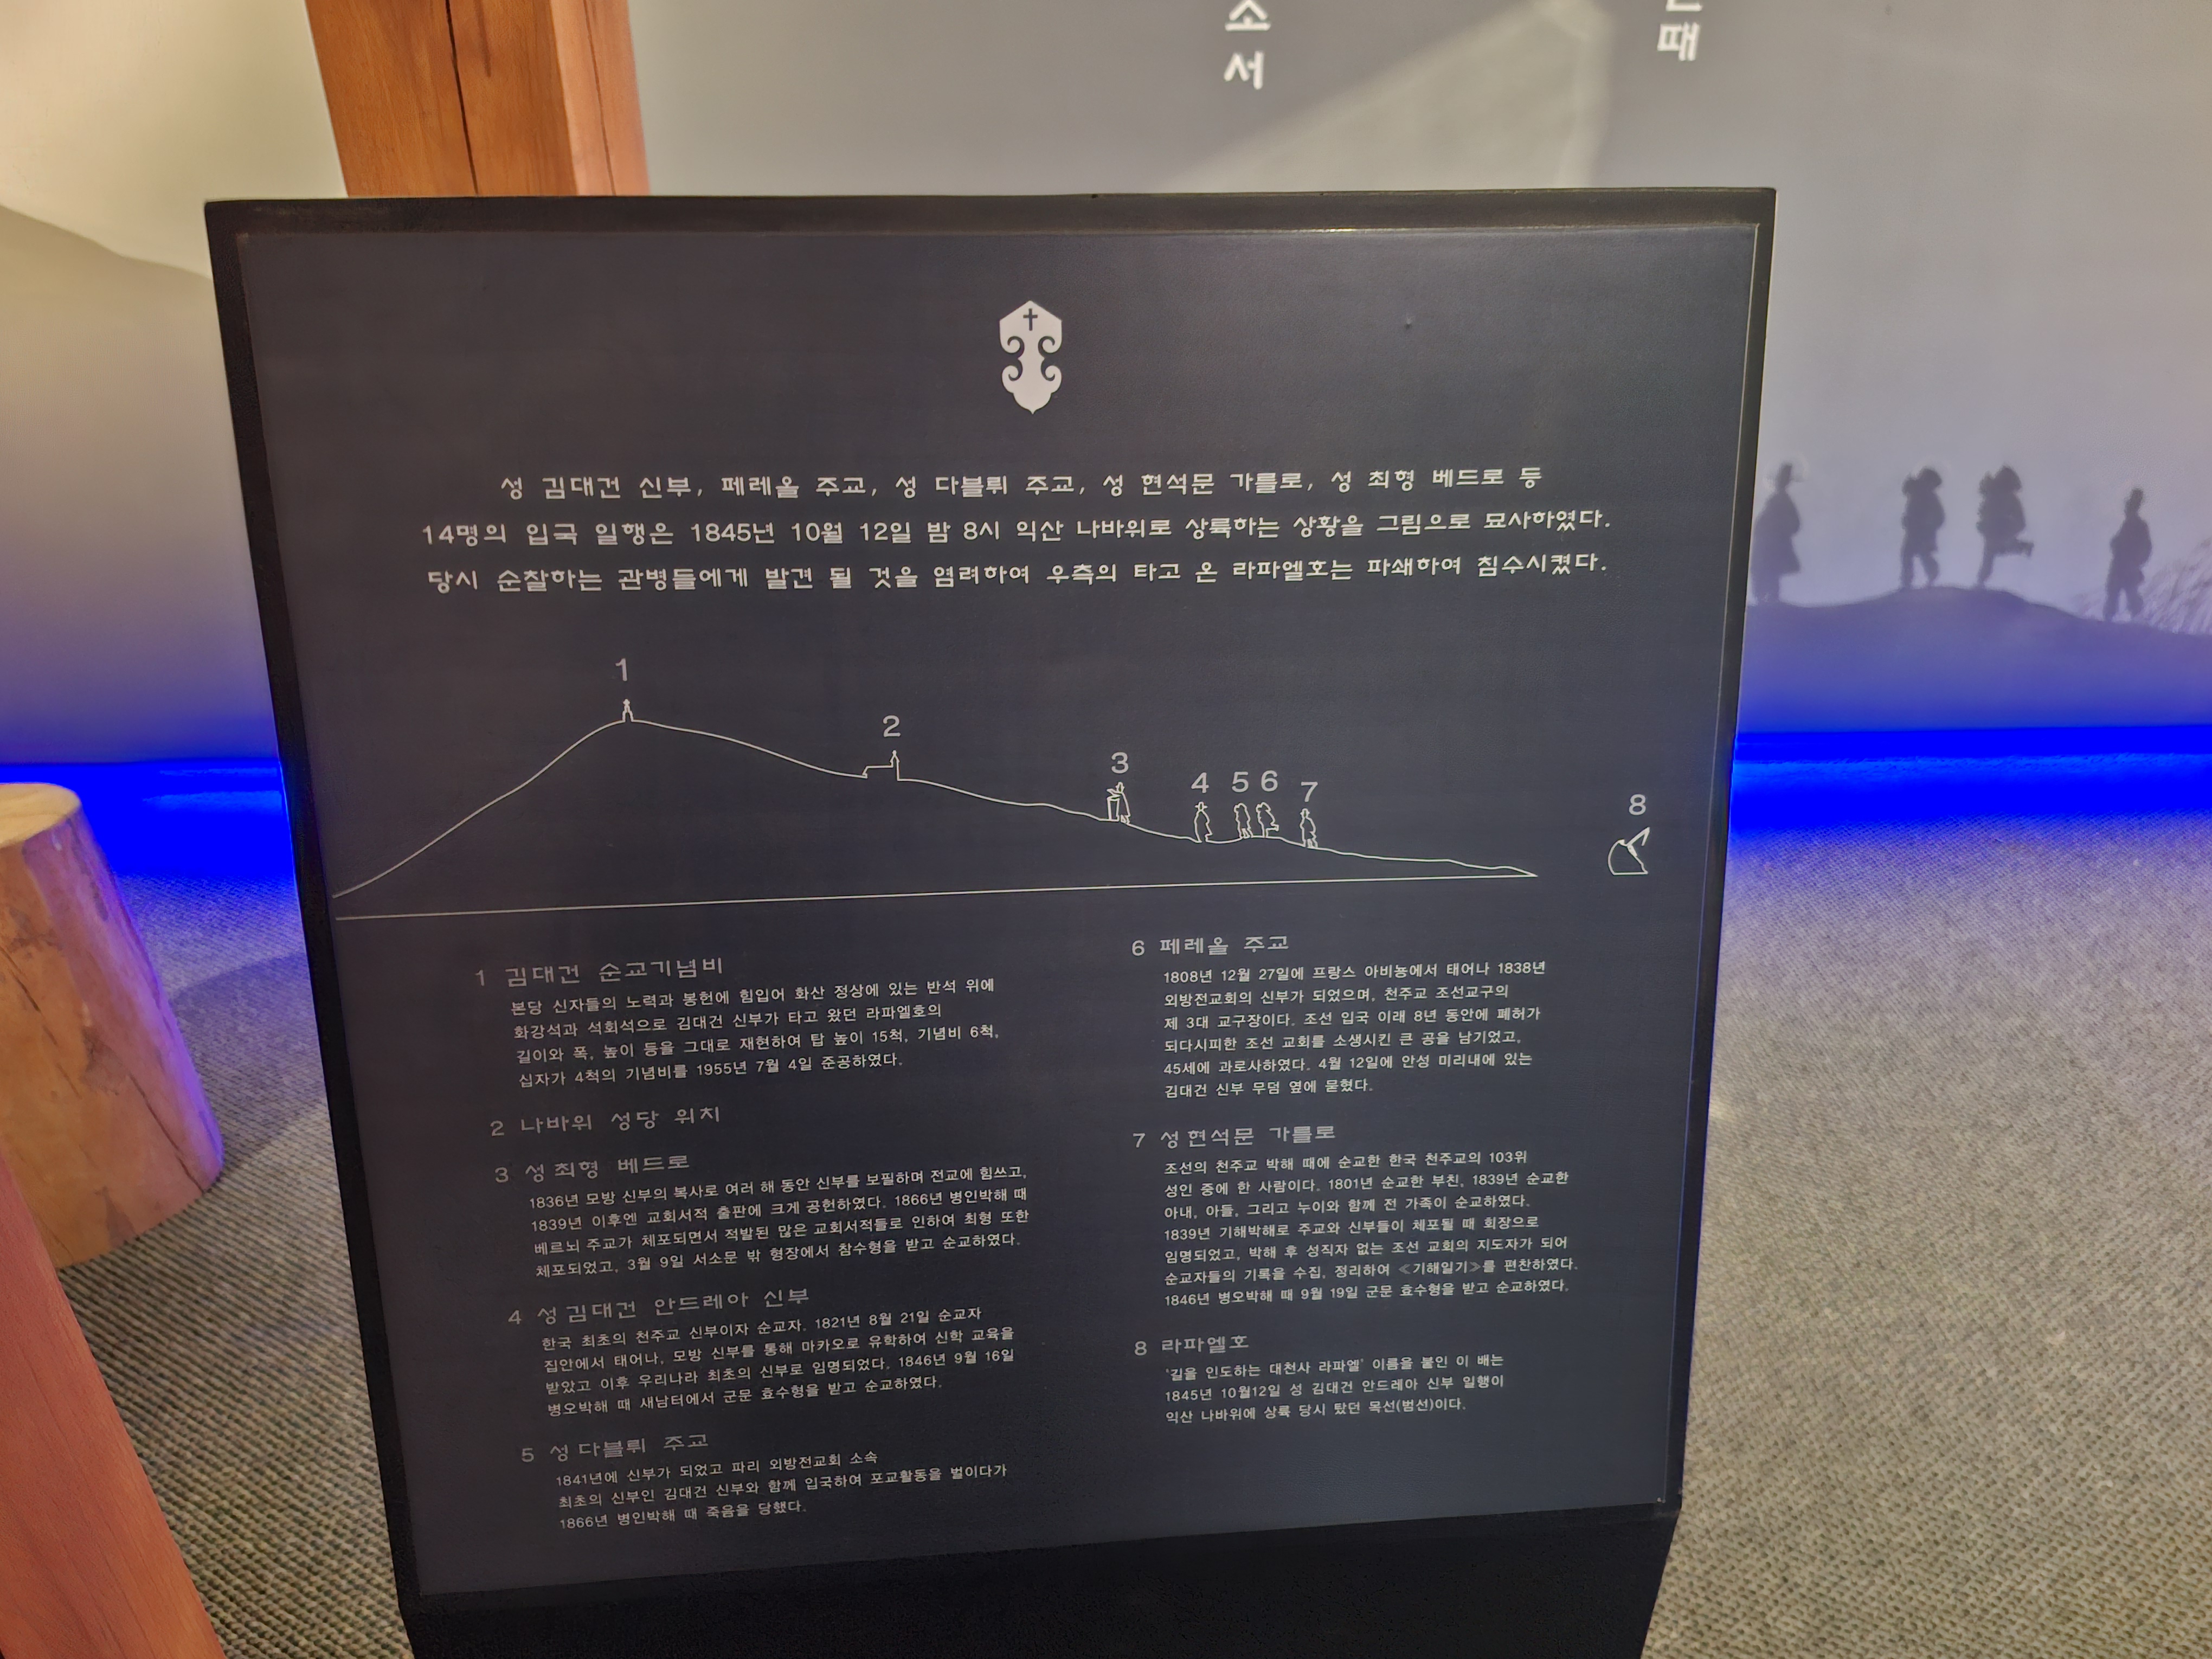 소
서
때
성 김대건 신부, 페레올 주교, 성 다블뤼 주교, 성 현석문 가를로, 성 최형 베드로 등
14명의 입국 일행은 1845년 10월 12일 밤 8시 익산 나바위로 상륙하는 상황을 그림으로 묘사하였다.
당시 순찰하는 관병들에게 발견 될 것을 염려하여 우측의 타고 온 라파엘호는 파쇄하여 침수시켰다.
1
2
3
4
5
6
7
8
1 김대건 순교기념비
본당 신자들의 노력과 봉헌에 힘입어 화산 정상에 있는 반석 위에
화강석과 석회석으로 김대건 신부가 타고 왔던 라파엘호의
길이와 폭, 높이 등을 그대로 재현하여 탑 높이 15척, 기념비 6척,
십자가 4척의 기념비를 1955년 7월 4일 준공하였다.
2 나바위 성당 위치
3 성 최형 베드로
1836년 모방 신부의 복사로 여러 해 동안 신부를 보필하며 전교에 힘쓰고,
1839년 이후엔 교회서적 출판에 크게 공헌하였다. 1866년 병인박해 때
베르뇌 주교가 체포되면서 적발된 많은 교회서적들로 인하여 최형 또한
체포되었고, 3월 9일 서소문 밖 형장에서 참수형을 받고 순교하였다.
4 성 김대건 안드레아 신부
한국 최초의 천주교 신부이자 순교자. 1821년 8월 21일 순교자
집안에서 태어나, 모방 신부를 통해 마카오로 유학하여 신학 교육을
받았고 이후 우리나라 최초의 신부로 임명되었다. 1846년 9월 16일
병오박해 때 새남터에서 군문 효수형을 받고 순교하였다.
5 성 다블뤼 주교
1841년에 신부가 되었고 파리 외방전교회 소속
최초의 신부인 김대건 신부와 함께 입국하여 포교활동을 벌이다가
1866년 병인박해 때 죽음을 당했다.
6 페레올 주교
1808년 12월 27일에 프랑스 아비뇽에서 태어나 1838년
외방전교회의 신부가 되었으며, 천주교 조선교구의
제 3대 교구장이다. 조선 입국 이래 8년 동안에 폐허가
되다시피한 조선 교회를 소생시킨 큰 공을 남기었고,
45세에 과로사하였다. 4월 12일에 안성 미리내에 있는
김대건 신부 무덤 옆에 묻혔다.
7 성 현석문 가를로
조선의 천주교 박해 때에 순교한 한국 천주교의 103위
성인 중에 한 사람이다. 1801년 순교한 부친, 1839년 순교한
아내, 아들, 그리고 누이와 함께 전 가족이 순교하였다.
1839년 기해박해로 주교와 신부들이 체포될 때 회장으로
임명되었고, 박해 후 성직자 없는 조선 교회의 지도자가 되어
순교자들의 기록을 수집, 정리하여 ≪기해일기≫를 편찬하였다.
1846년 병오박해 때 9월 19일 군문 효수형을 받고 순교하였다.
8 라파엘호
'길을 인도하는 대천사 라파엘' 이름을 붙인 이 배는
1845년 10월12일 성 김대건 안드레아 신부 일행이
익산 나바위에 상륙 당시 탔던 목선(범선)이다.